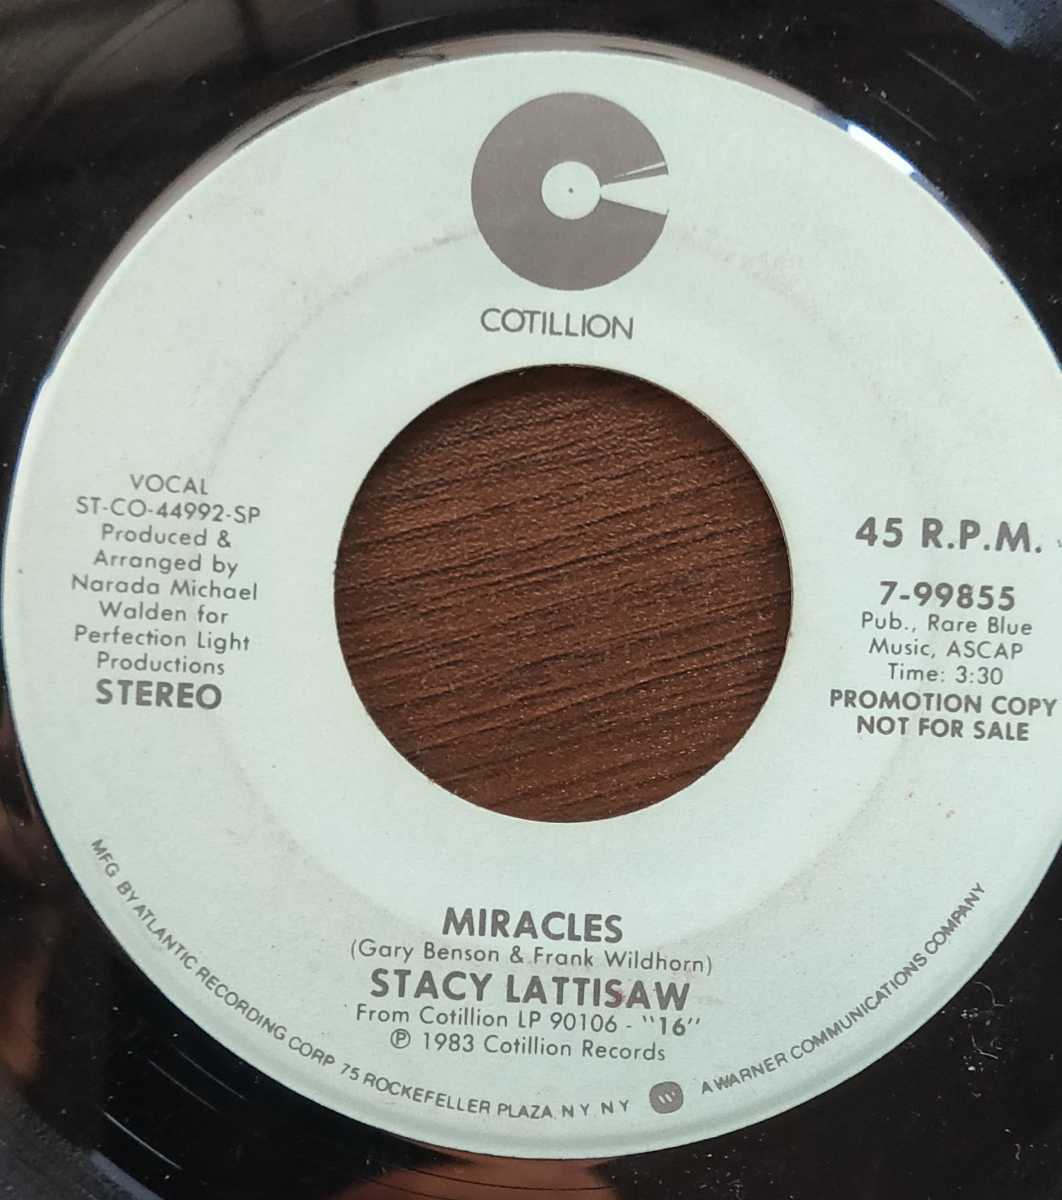 COTILLION
VOCAL
ST-CO-44992-SP
Produced &
Arranged by
Narada Michael
Walden for
Perfection Light
Productions
STEREO
45 R.P.M.
7-99855
Pub., Rare Blue
Music, ASCAP
Time: 3:30
PROMOTION COPY
NOT FOR SALE
MIRACLES
(Gary Benson & Frank Wildhorn)
STACY LATTISAW
From Cotillion LP 90106 - "16"
℗ 1983 Cotillion Records
MFG BY ATLANTIC RECORDING CORP 75 ROCKEFELLER PLAZA, N Y N Y A WARNER COMMUNICATIONS COMPANY